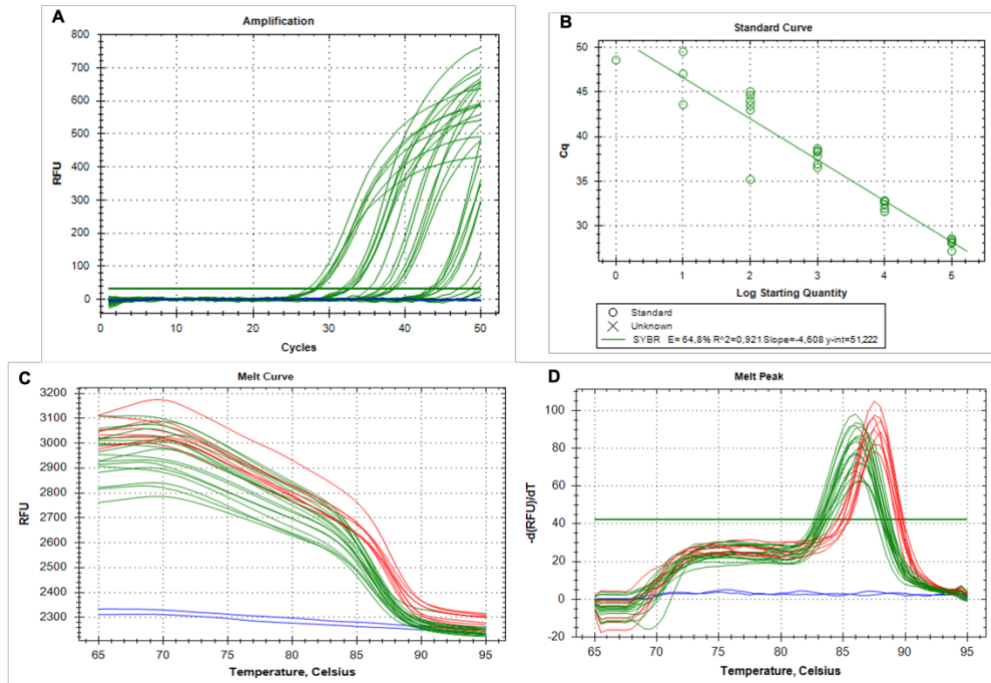 A
Amplification
800
700
600
500
400
300
200
100
0
RFU
0 10 20 30 40 50
Cycles
B
Standard Curve
50
45
40
35
30
Cq
0 1 2 3 4 5
Log Starting Quantity
Standard
Unknown
SYBR E= 64,8% R^2=0,921 Slope=-4,608 y-int=51,222
C
Melt Curve
3200
3100
3000
2900
2800
2700
2600
2500
2400
2300
RFU
65 70 75 80 85 90 95
Temperature, Celsius
D
Melt Peak
100
80
60
40
20
0
-20
-d(RFU)/dT
65 70 75 80 85 90 95
Temperature, Celsius